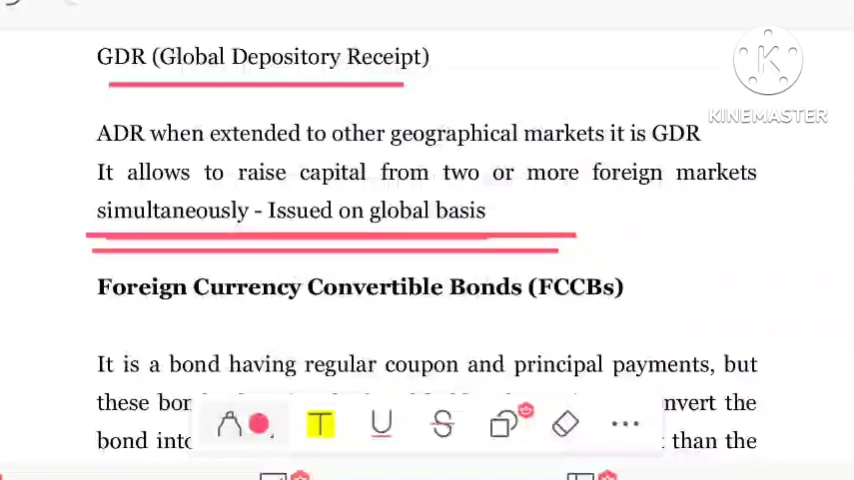 GDR (Global Depository Receipt)
K
KINEMASTER
ADR when extended to other geographical markets it is GDR
It allows to raise capital from two or more foreign markets
simultaneously - Issued on global basis
Foreign Currency Convertible Bonds (FCCBs)
It is a bond having regular coupon and principal payments, but
these nvert the
bond into than the
T U S